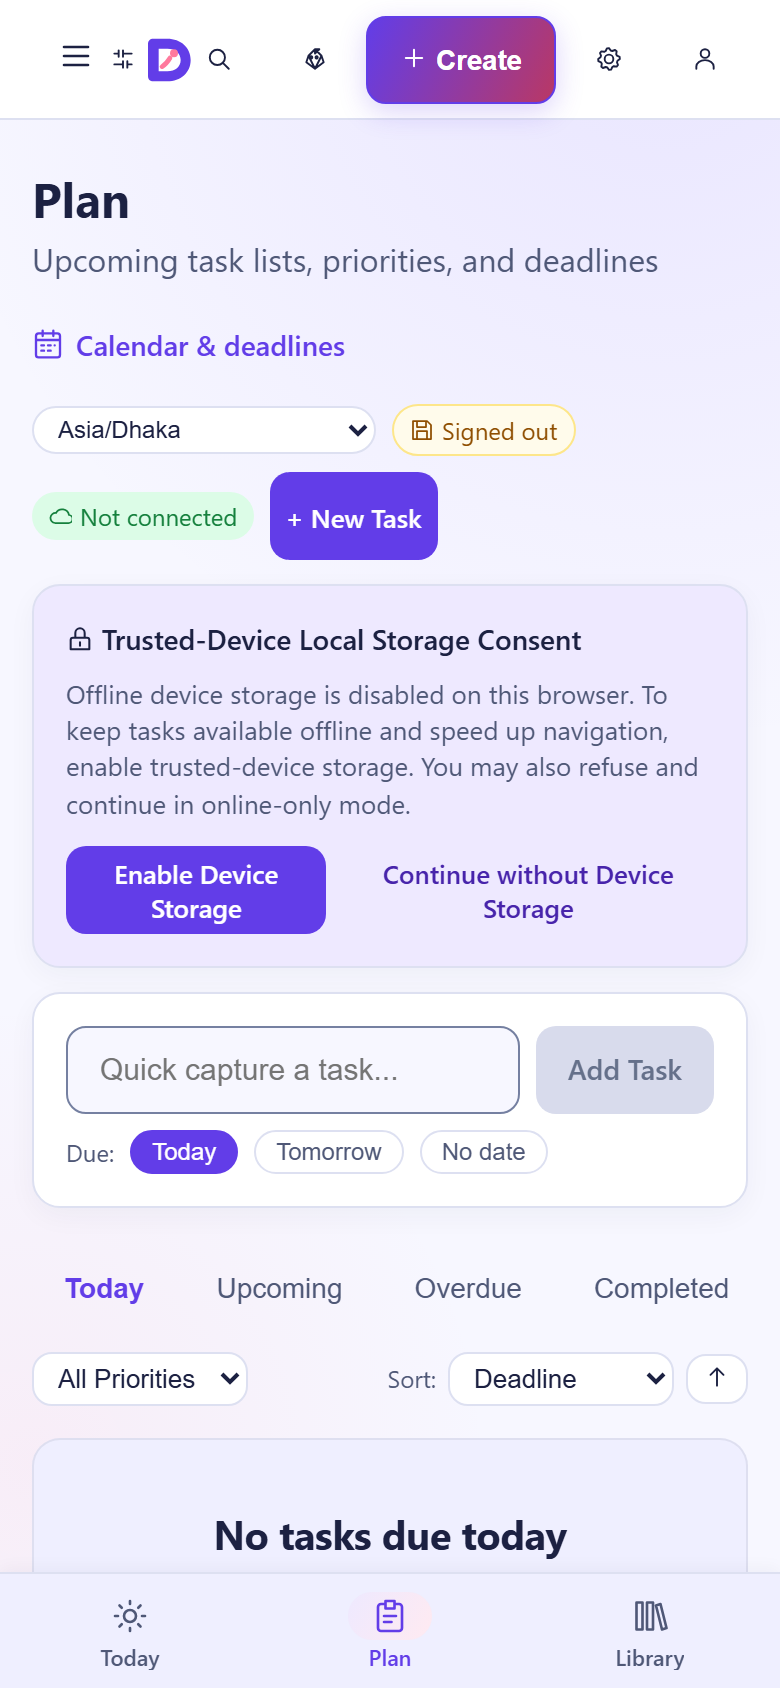 Create
Plan
Upcoming task lists, priorities, and deadlines
Calendar & deadlines
Asia/Dhaka
Signed out
Not connected
+ New Task
Trusted-Device Local Storage Consent
Offline device storage is disabled on this browser. To
keep tasks available offline and speed up navigation,
enable trusted-device storage. You may also refuse and
continue in online-only mode.
Enable Device
Storage
Continue without Device
Storage
Quick capture a task...
Add Task
Due: Today Tomorrow No date
Today Upcoming Overdue Completed
All Priorities Sort: Deadline
No tasks due today
Today Plan Library